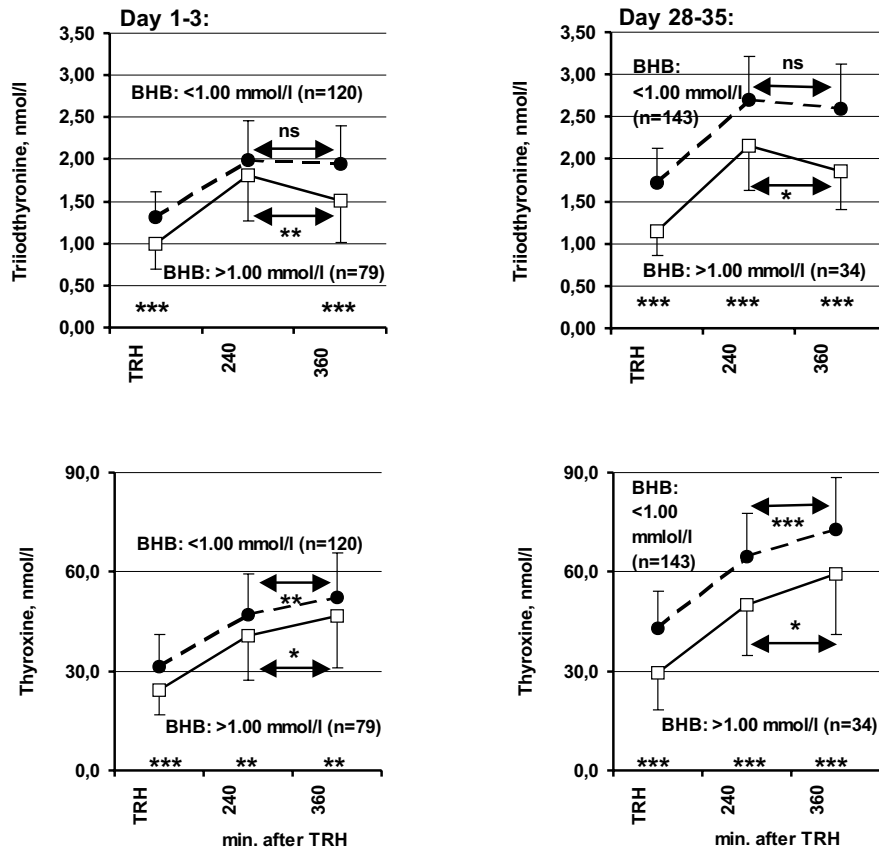 Day 1-3:
3,50
3,00
2,50
2,00
1,50
1,00
0,50
0,00
Triiodthyronine, nmol/l
BHB: <1.00 mmol/l (n=120)
ns
**
BHB: >1.00 mmol/l (n=79)
***
***
TRH
240
360
Day 28-35:
3,50
3,00
2,50
2,00
1,50
1,00
0,50
0,00
Triiodthyronine, nmol/l
BHB:
<1.00 mmol/l
(n=143)
ns
*
BHB: >1.00 mmol/l (n=34)
***
***
***
TRH
240
360
90,0
60,0
30,0
0,0
Thyroxine, nmol/l
BHB: <1.00 mmol/l (n=120)
**
*
BHB: >1.00 mmol/l (n=79)
***
**
**
TRH
240
360
min. after TRH
90,0
60,0
30,0
0,0
Thyroxine, nmol/l
BHB:
<1.00
mmlol/l
(n=143)
***
*
BHB: >1.00 mmol/l (n=34)
***
***
***
TRH
240
360
min. after TRH